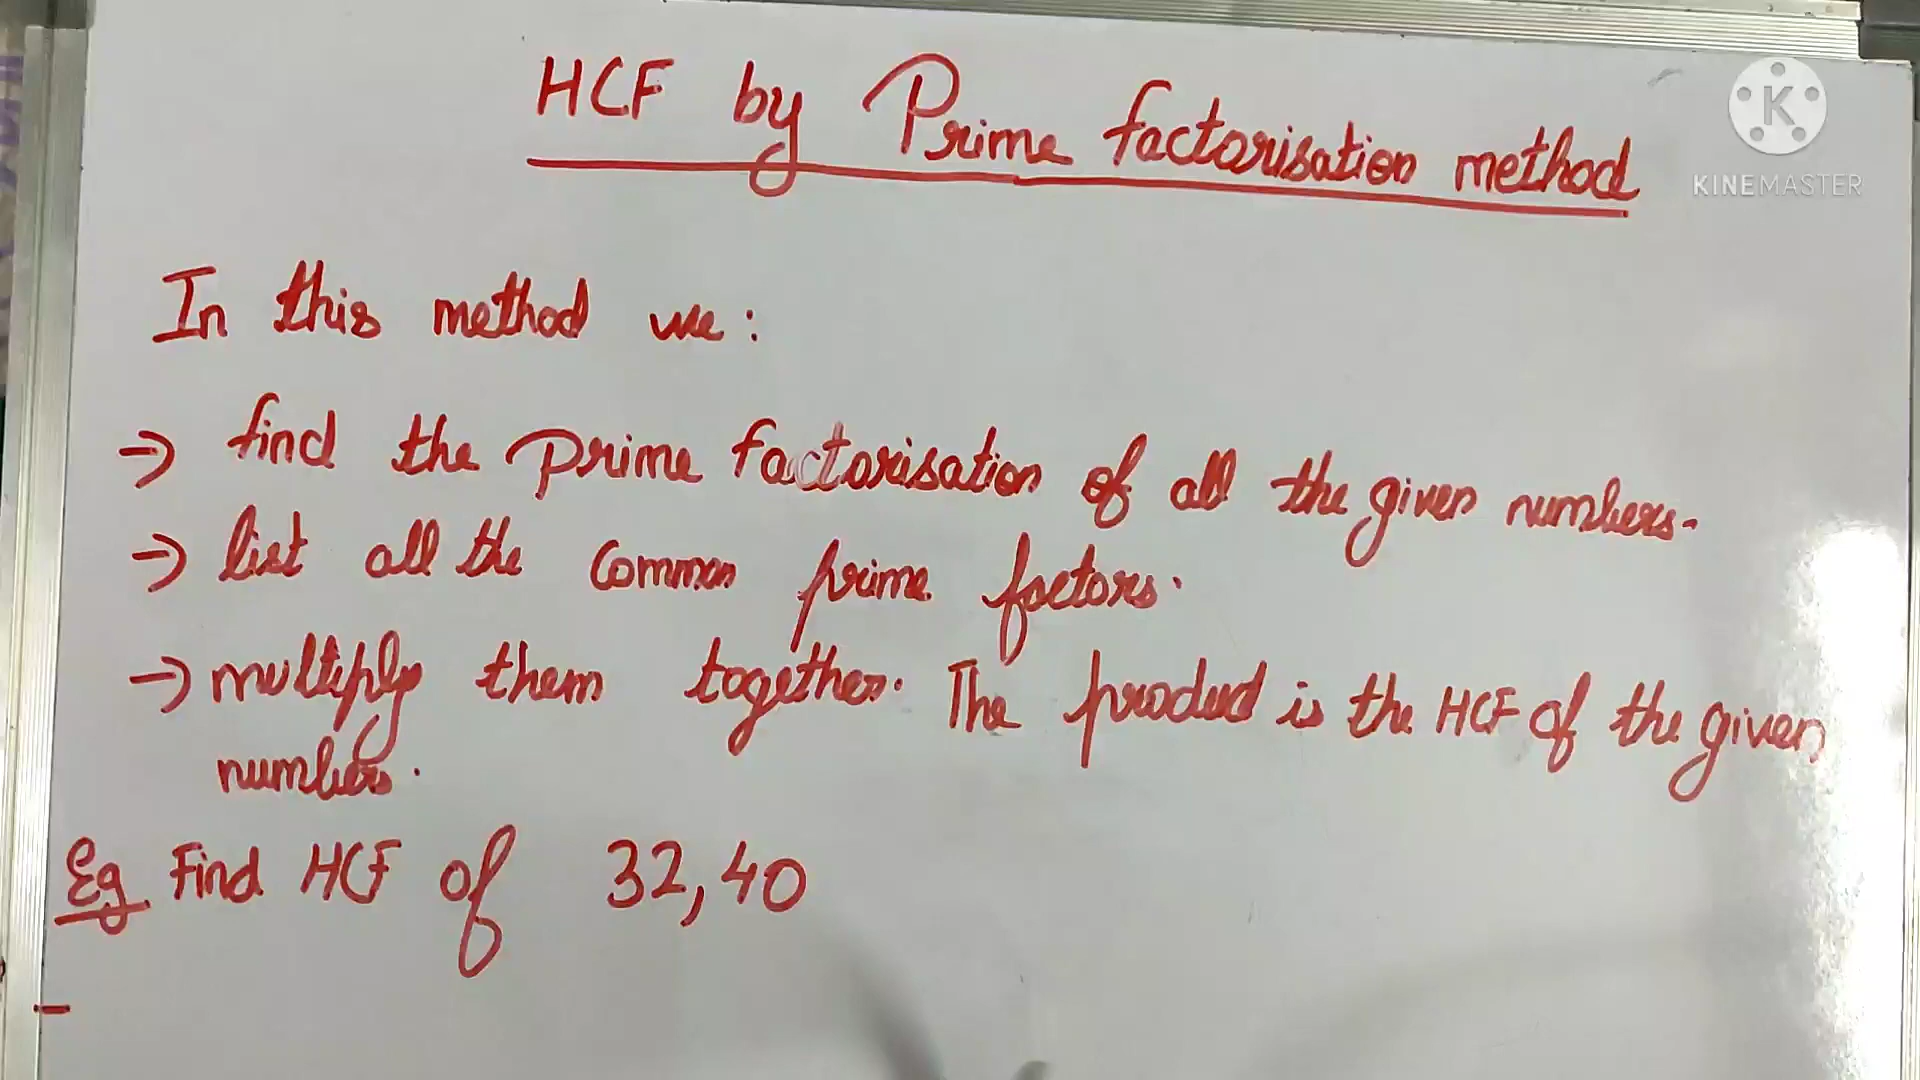 HCF by Prime factorisation method
K
KINEMASTER
In this method we:
→ find the prime factorisation of all the given numbers.
→ list all the common prime factors.
→ multiply them together. The product is the HCF of the given
numbers.
Eg. Find HCF of 32, 40